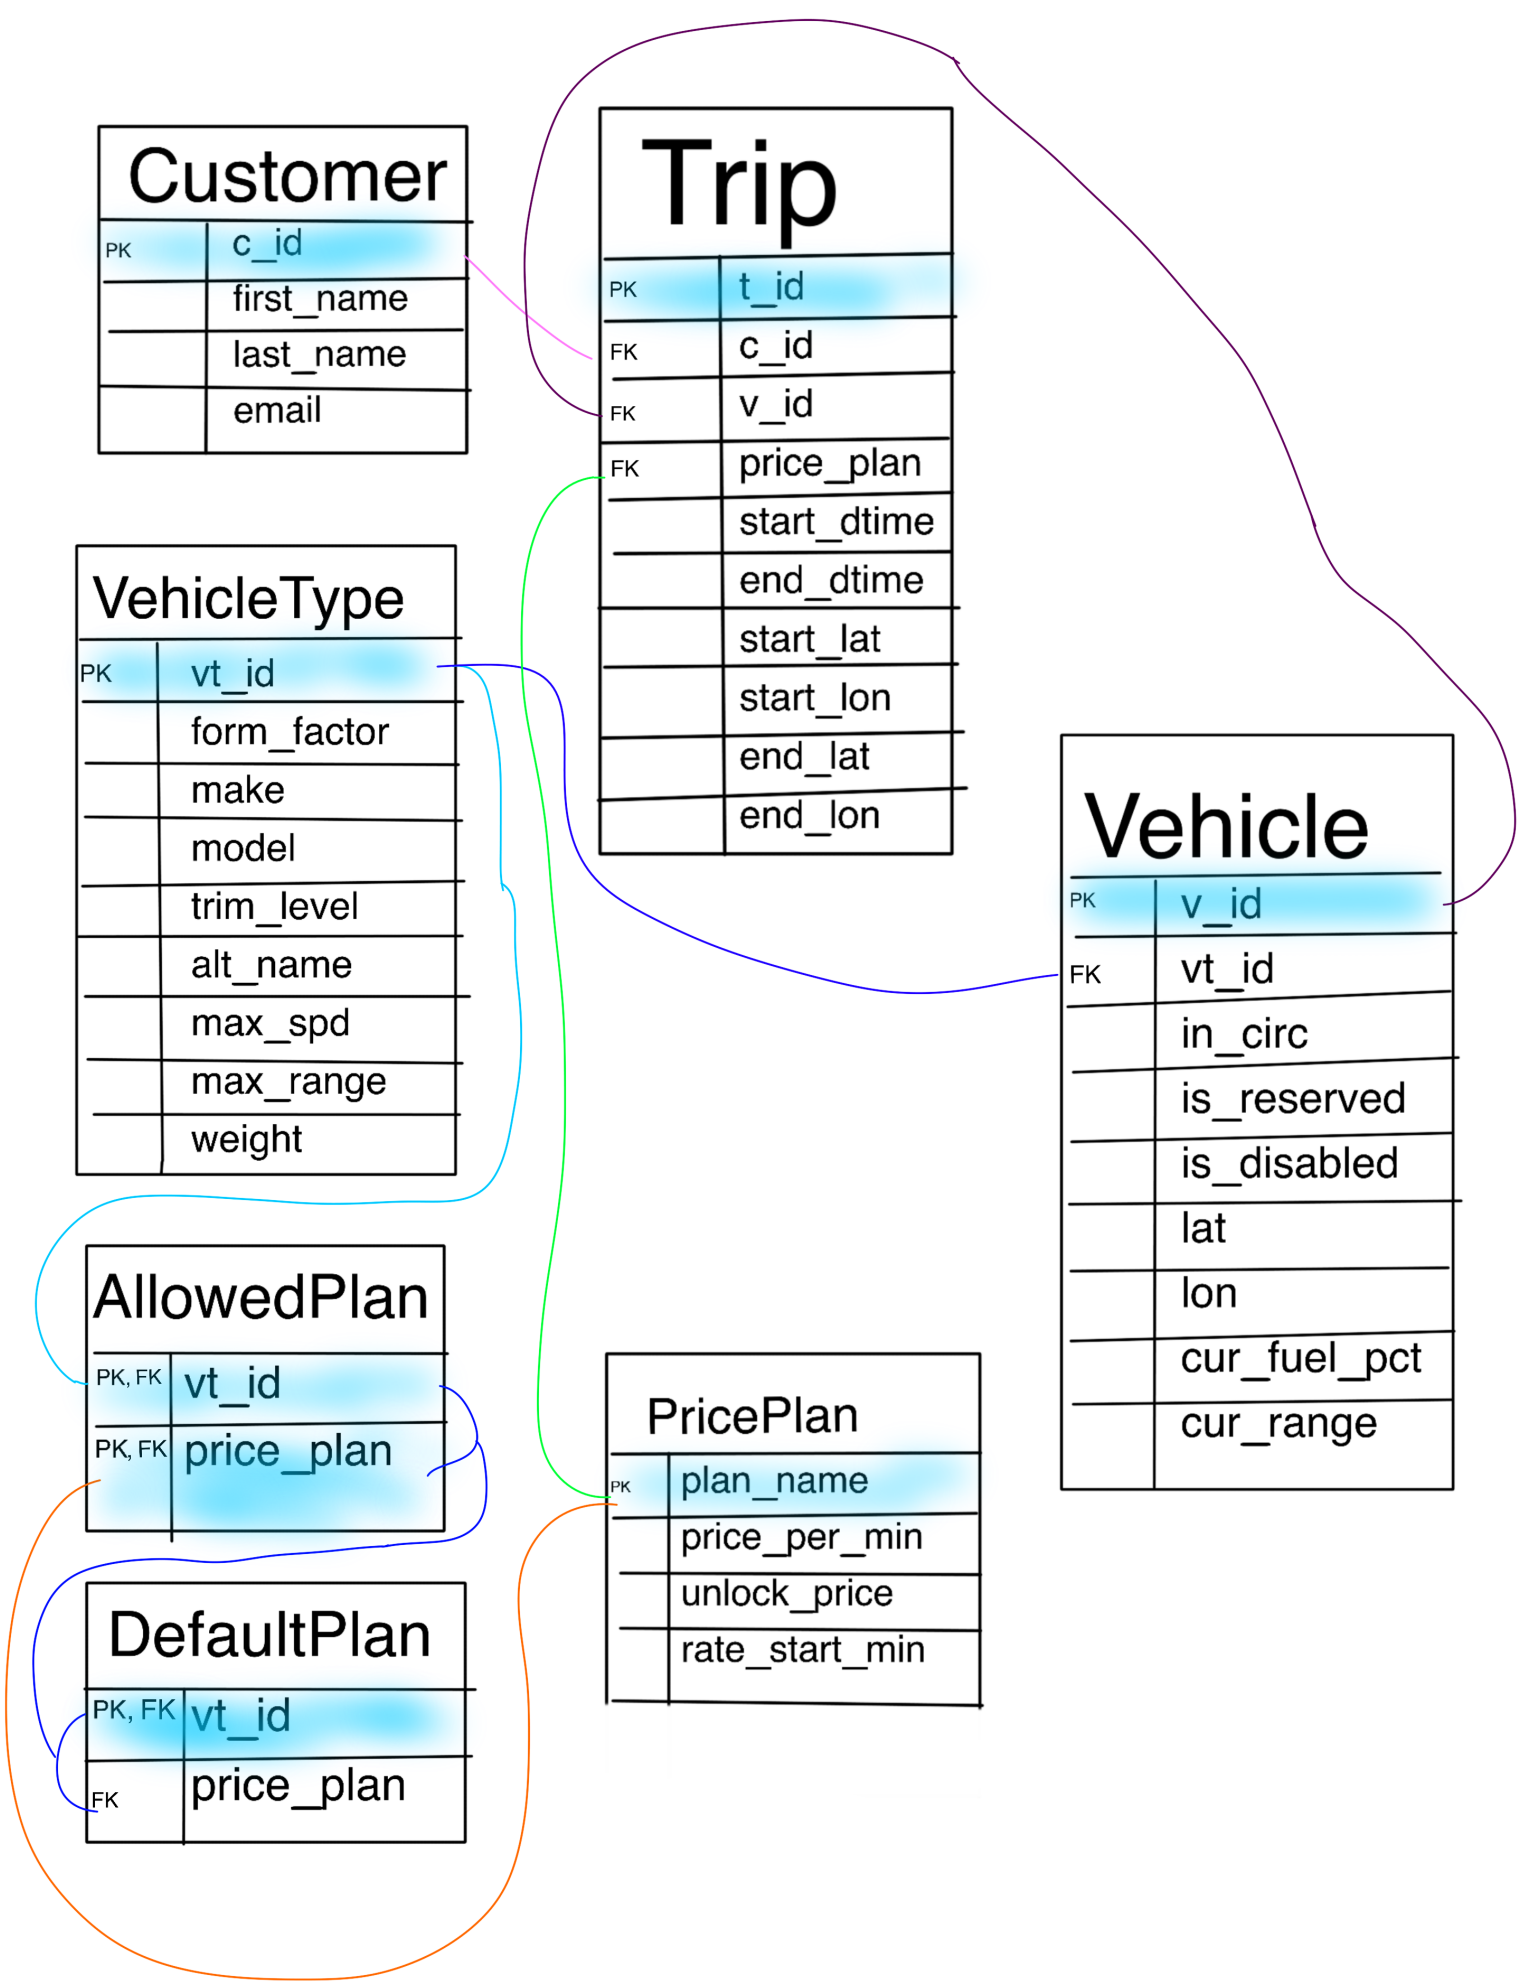 Customer
PK c_id
first_name
last_name
email
Trip
PK t_id
FK c_id
FK v_id
FK price_plan
start_dtime
end_dtime
start_lat
start_lon
end_lat
end_lon
VehicleType
PK vt_id
form_factor
make
model
trim_level
alt_name
max_spd
max_range
weight
Vehicle
PK v_id
FK vt_id
in_circ
is_reserved
is_disabled
lat
lon
cur_fuel_pct
cur_range
AllowedPlan
PK, FK vt_id
PK, FK price_plan
PricePlan
PK plan_name
price_per_min
unlock_price
rate_start_min
DefaultPlan
PK, FK vt_id
FK price_plan